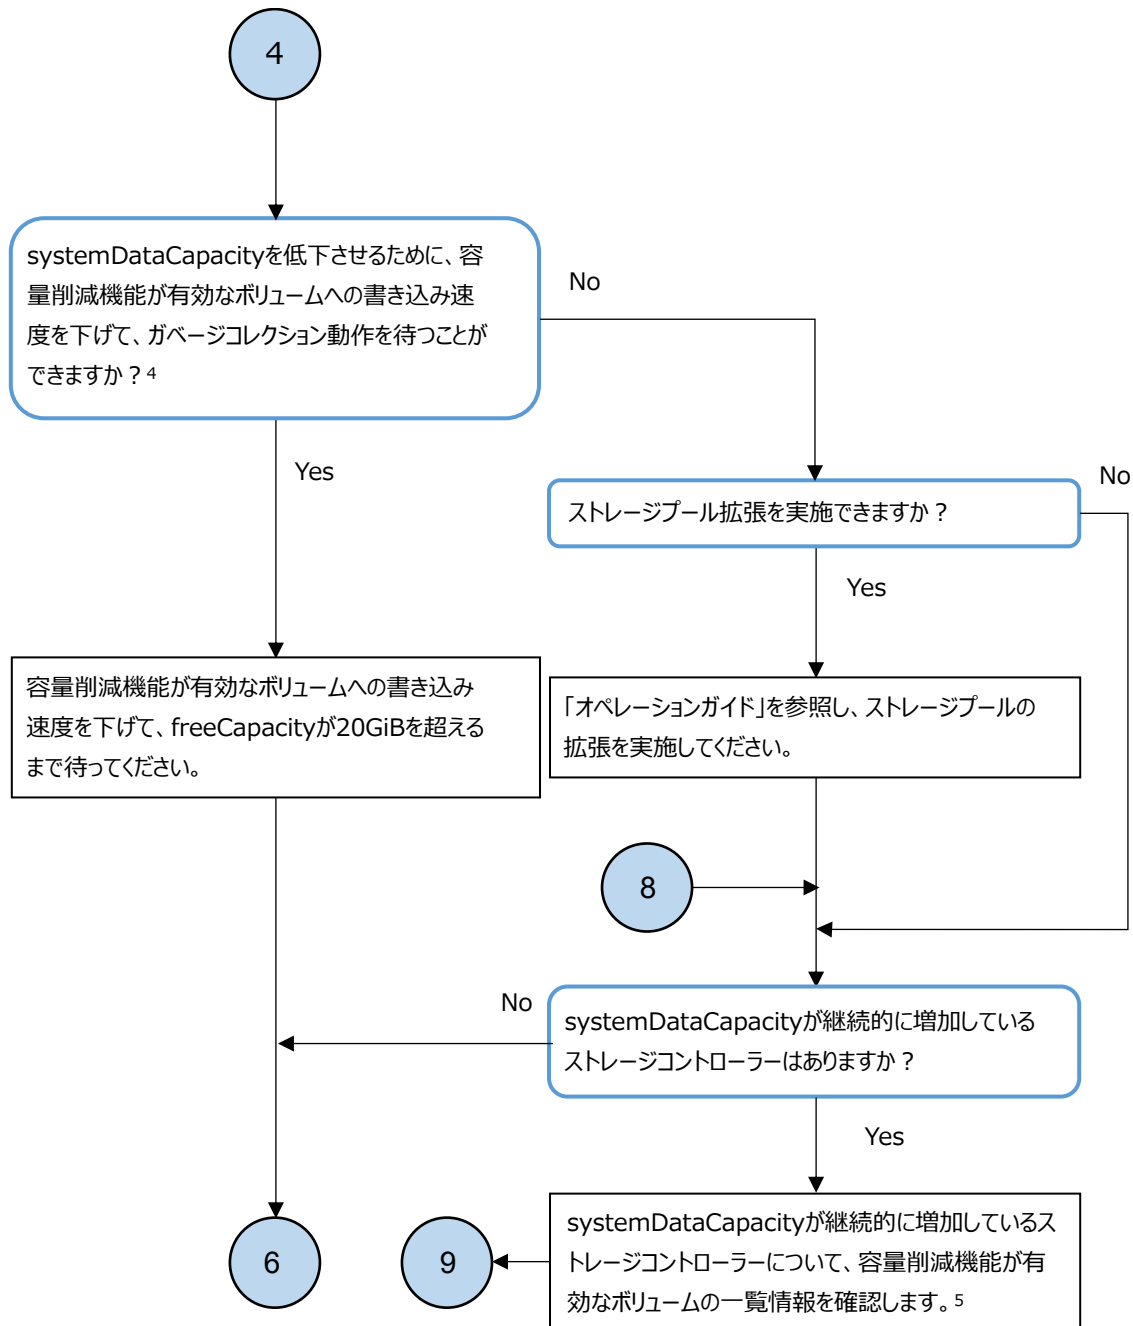 4
systemDataCapacityを低下させるために、容
量削減機能が有効なボリュームへの書き込み速
度を下げて、ガベージコレクション動作を待つことが
できますか？4
No
Yes
ストレージプール拡張を実施できますか？
No
Yes
容量削減機能が有効なボリュームへの書き込み
速度を下げて、freeCapacityが20GiBを超える
まで待ってください。
「オペレーションガイド」を参照し、ストレージプールの
拡張を実施してください。
8
No
systemDataCapacityが継続的に増加している
ストレージコントローラーはありますか？
Yes
6
9
systemDataCapacityが継続的に増加しているス
トレージコントローラーについて、容量削減機能が有
効なボリュームの一覧情報を確認します。5